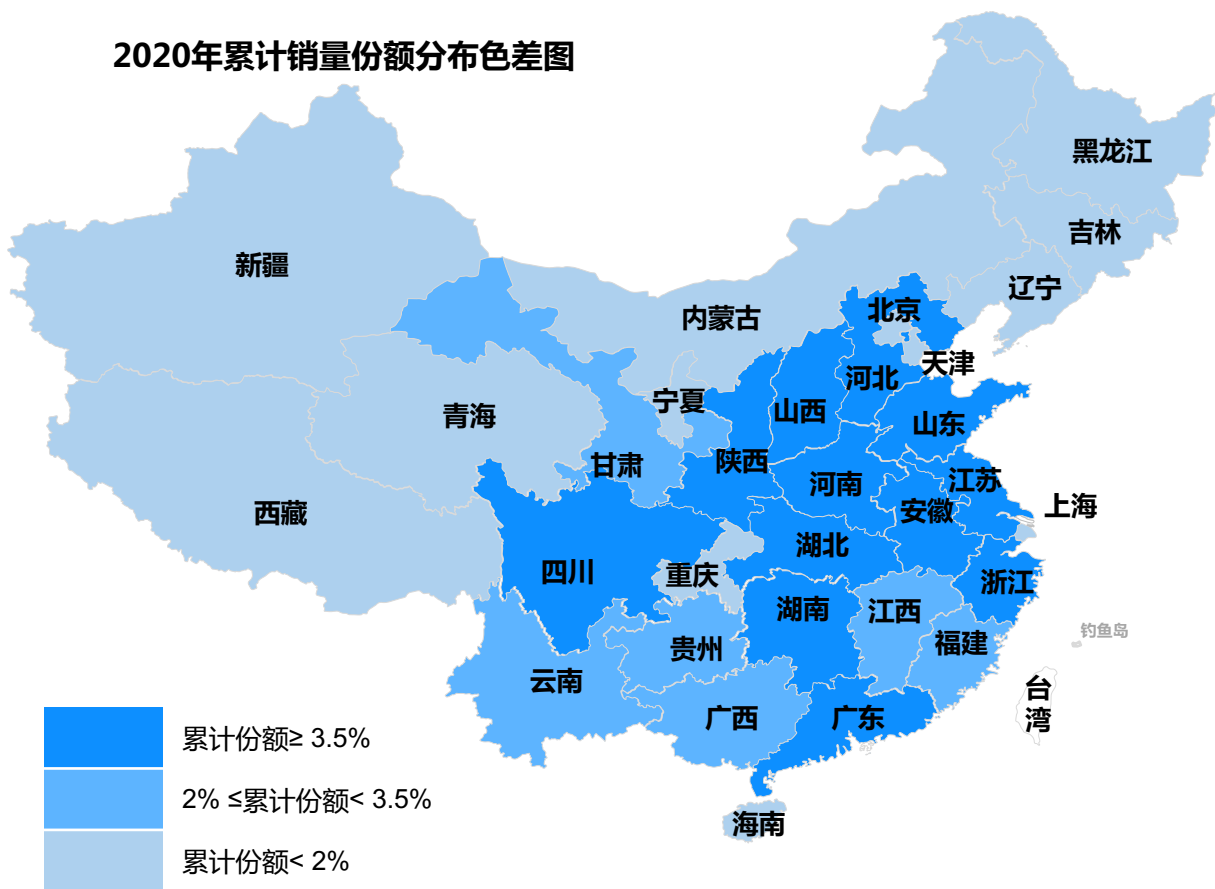 2020年累计销量份额分布色差图
黑龙江
吉林
新疆
辽宁
北京
内蒙古
天津
河北
宁夏
山西
青海
山东
甘肃
陕西
河南
江苏
西藏
安徽
上海
湖北
四川
重庆
浙江
湖南
江西
钓鱼岛
贵州
福建
云南
台
湾
广西
广东
累计份额≥ 3.5%
2% ≤累计份额< 3.5%
海南
累计份额< 2%